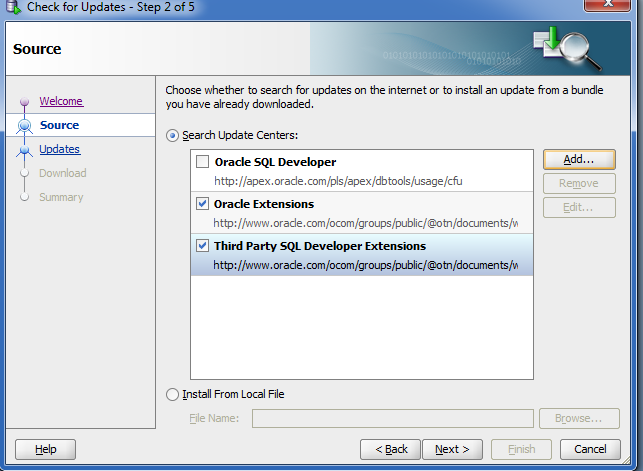 Check for Updates - Step 2 of 5
Source
Choose whether to search for updates on the internet or to install an update from a bundle
you have already downloaded.
Welcome
Source
Updates
Download
Summary
Search Update Centers:
Oracle SQL Developer
http://apex.oracle.com/pls/apex/dbtools/usage/cfu
Oracle Extensions
http://www.oracle.com/ocom/groups/public/@otn/documents/w
Third Party SQL Developer Extensions
http://www.oracle.com/ocom/groups/public/@otn/documents/w
Add...
Remove
Edit...
Install From Local File
File Name:
Browse...
Help
< Back
Next >
Finish
Cancel